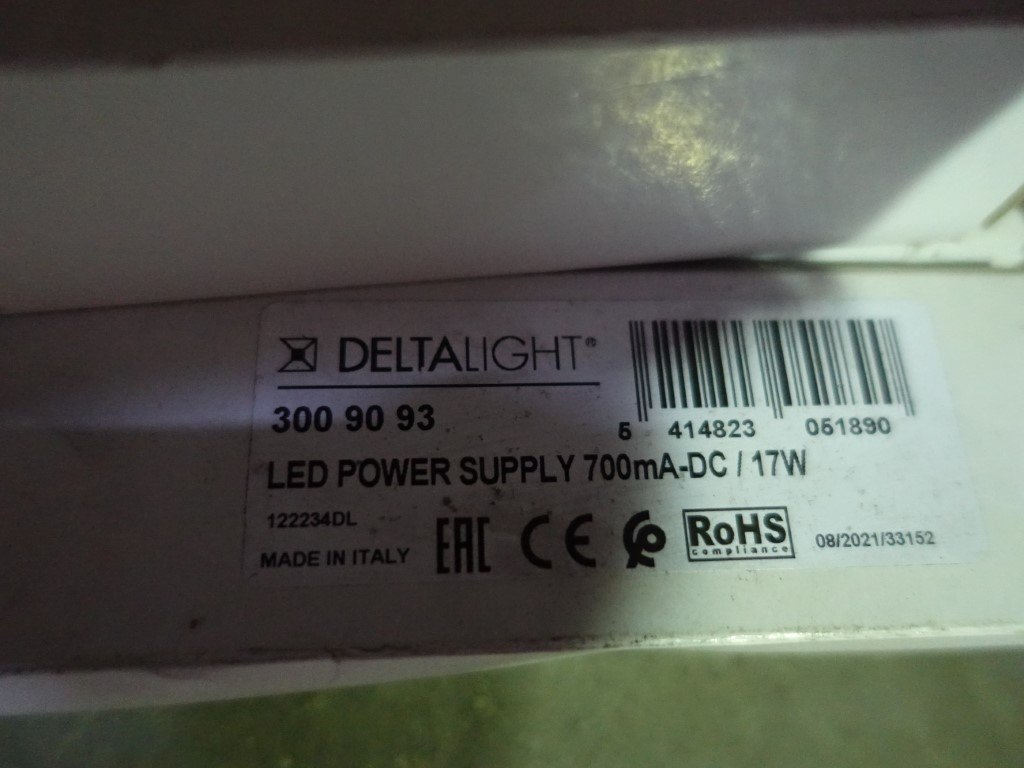 DELTALIGHT®
300 90 93
5 414823 051890
LED POWER SUPPLY 700mA-DC / 17W
122234DL
MADE IN ITALY
EAC CE RoHS
compliance
08/2021/33152